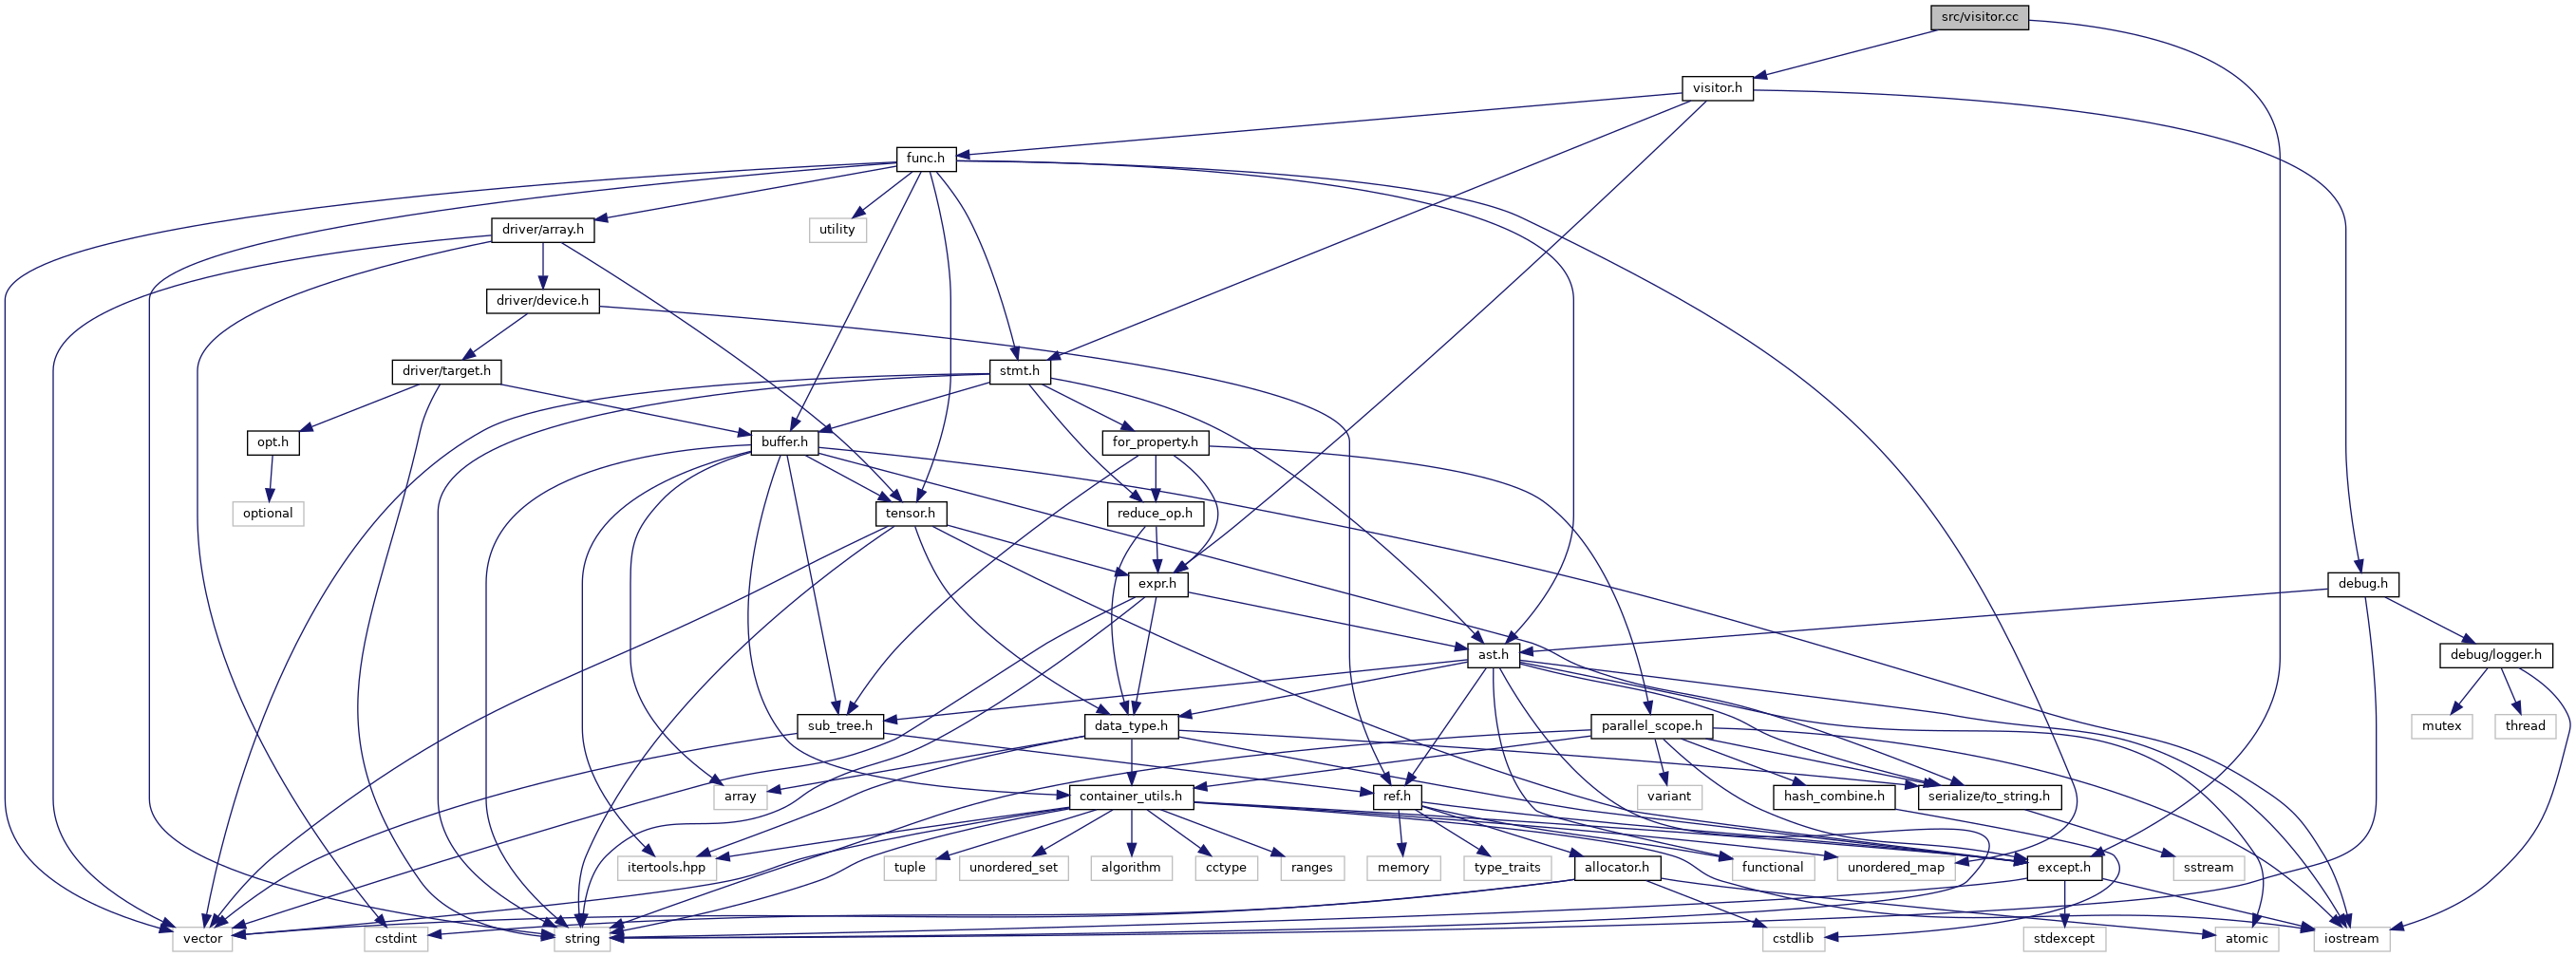 src/visitor.cc
visitor.h
func.h
driver/array.h
utility
driver/device.h
driver/target.h
stmt.h
opt.h
buffer.h
for_property.h
optional
tensor.h
reduce_op.h
expr.h
debug.h
ast.h
debug/logger.h
sub_tree.h
data_type.h
parallel_scope.h
mutex
thread
array
container_utils.h
ref.h
variant
hash_combine.h
serialize/to_string.h
itertools.hpp
tuple
unordered_set
algorithm
cctype
ranges
memory
type_traits
allocator.h
functional
unordered_map
except.h
sstream
vector
cstdint
string
cstdlib
stdexcept
atomic
iostream